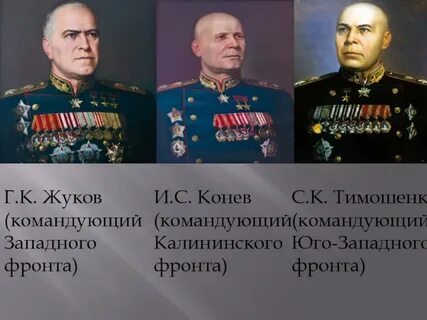 Г.К. Жуков
(командующий
Западного
фронта)
И.С. Конев
(командующий
Калининского
фронта)
С.К. Тимошенк
(командующий
Юго-Западного
фронта)